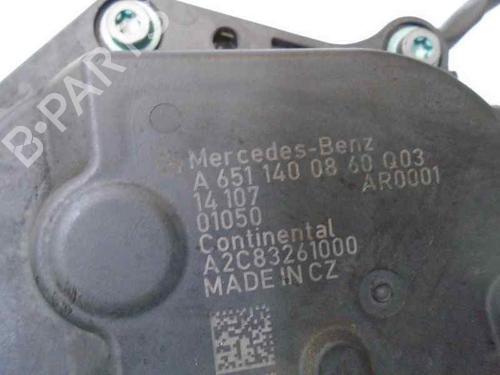 B-PARTS
Mercedes-Benz
A 651 140 08 60 Q03
14 107 AR0001
01050
Continental
A2C83261000
MADE IN CZ